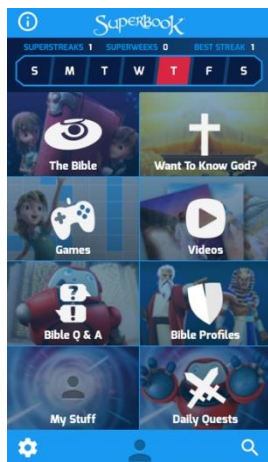 SUPERBOOK
SUPERSTREAKS 1 SUPERWEEKS 0 BEST STREAK 1
S M T W T F S
The Bible Want To Know God?
Games Videos
Bible Q & A Bible Profiles
My Stuff Daily Quests